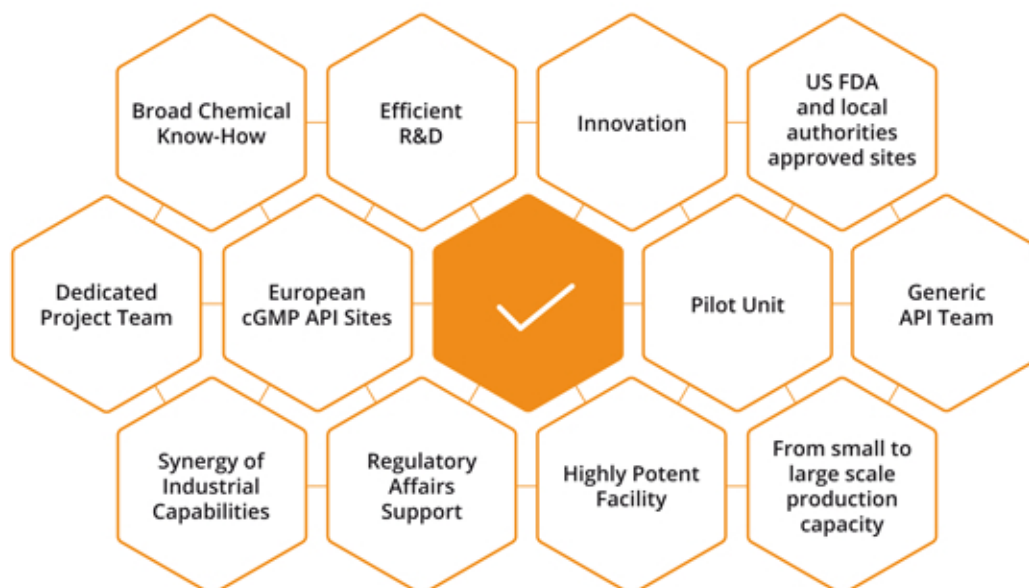 Broad Chemical
Know-How
Efficient
R&D
Innovation
US FDA
and local
authorities
approved sites
Dedicated
Project Team
European
cGMP API Sites
Pilot Unit
Generic
API Team
Synergy of
Industrial
Capabilities
Regulatory
Affairs
Support
Highly Potent
Facility
From small to
large scale
production
capacity